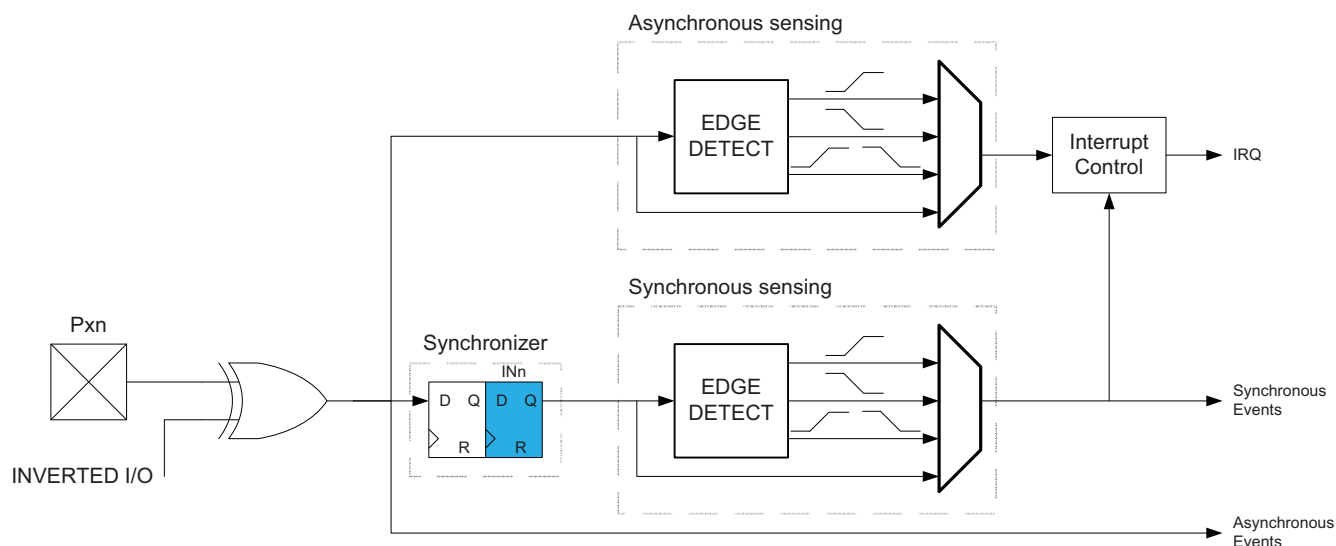 Asynchronous sensing
EDGE
DETECT
Interrupt
Control
IRQ
Synchronous sensing
Pxn
Synchronizer
INn
D Q D Q
R R
EDGE
DETECT
INVERTED I/O
Synchronous
Events
Asynchronous
Events